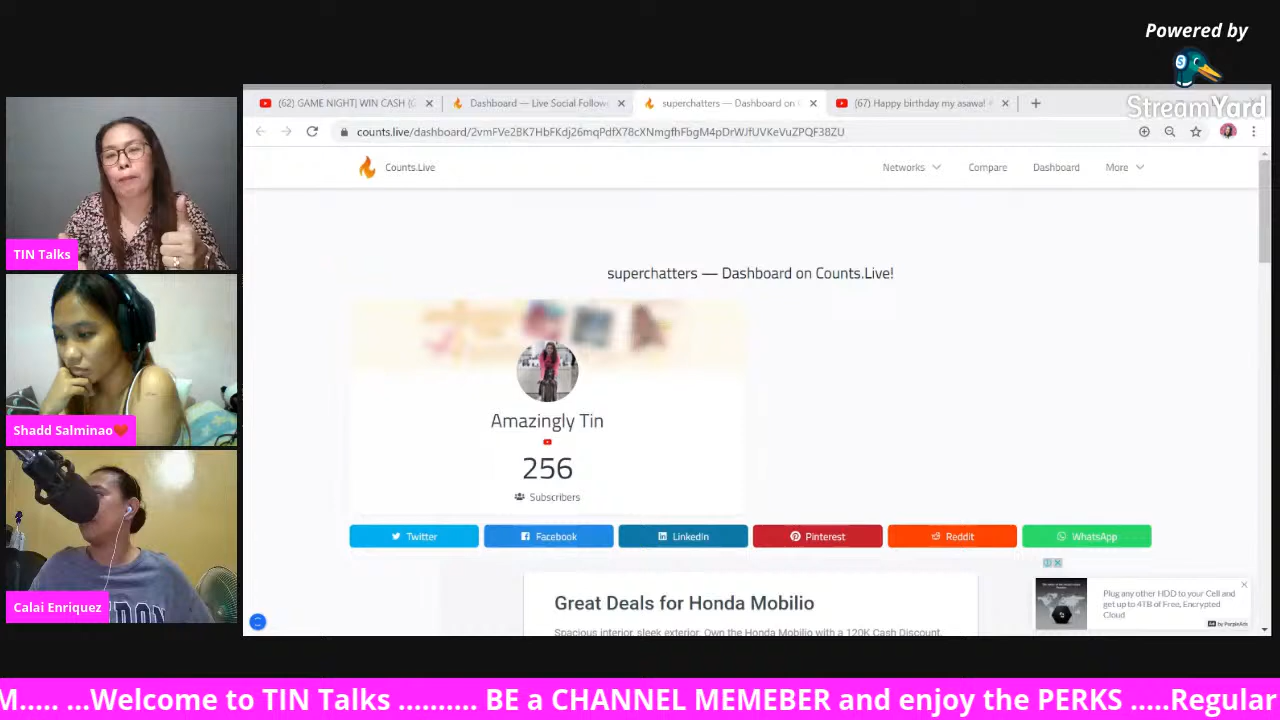 Powered by
StreamYard
(62) GAME NIGHT| WIN CASH (G
Dashboard — Live Social Followe
superchatters — Dashboard on C
(67) Happy birthday my asawa!
counts.live/dashboard/2vmFVe2BK7HbFKdj26mqPdfX78cXNmgfhFbgM4pDrWJfUVKeVuZPQF38ZU
Counts.Live
Networks
Compare
Dashboard
More
superchatters — Dashboard on Counts.Live!
Amazingly Tin
256
Subscribers
Twitter
Facebook
LinkedIn
Pinterest
Reddit
WhatsApp
Great Deals for Honda Mobilio
Spacious interior, sleek exterior. Own the Honda Mobilio with a 120K Cash Discount.
Plug any other HDD to your Cell and
get up to 4TB of Free, Encrypted
Cloud
Ad by PurpleAds
TIN Talks
Shadd Salminao❤️
Calai Enriquez
M..... ...Welcome to TIN Talks .......... BE a CHANNEL MEMEBER and enjoy the PERKS .....Regular